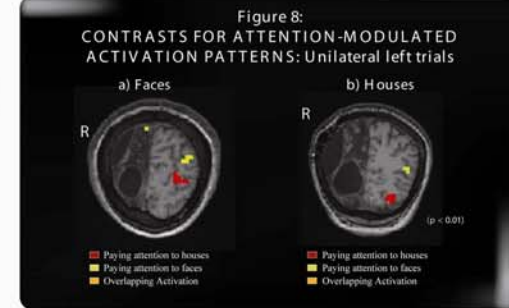 Figure 8:
CONTRASTS FOR ATTENTION-MODULATED
ACTIVATION PATTERNS: Unilateral left trials
a) Faces
b) Houses
R
R
(p < 0.01)
Paying attention to houses
Paying attention to faces
Overlapping Activation
Paying attention to houses
Paying attention to faces
Overlapping Activation